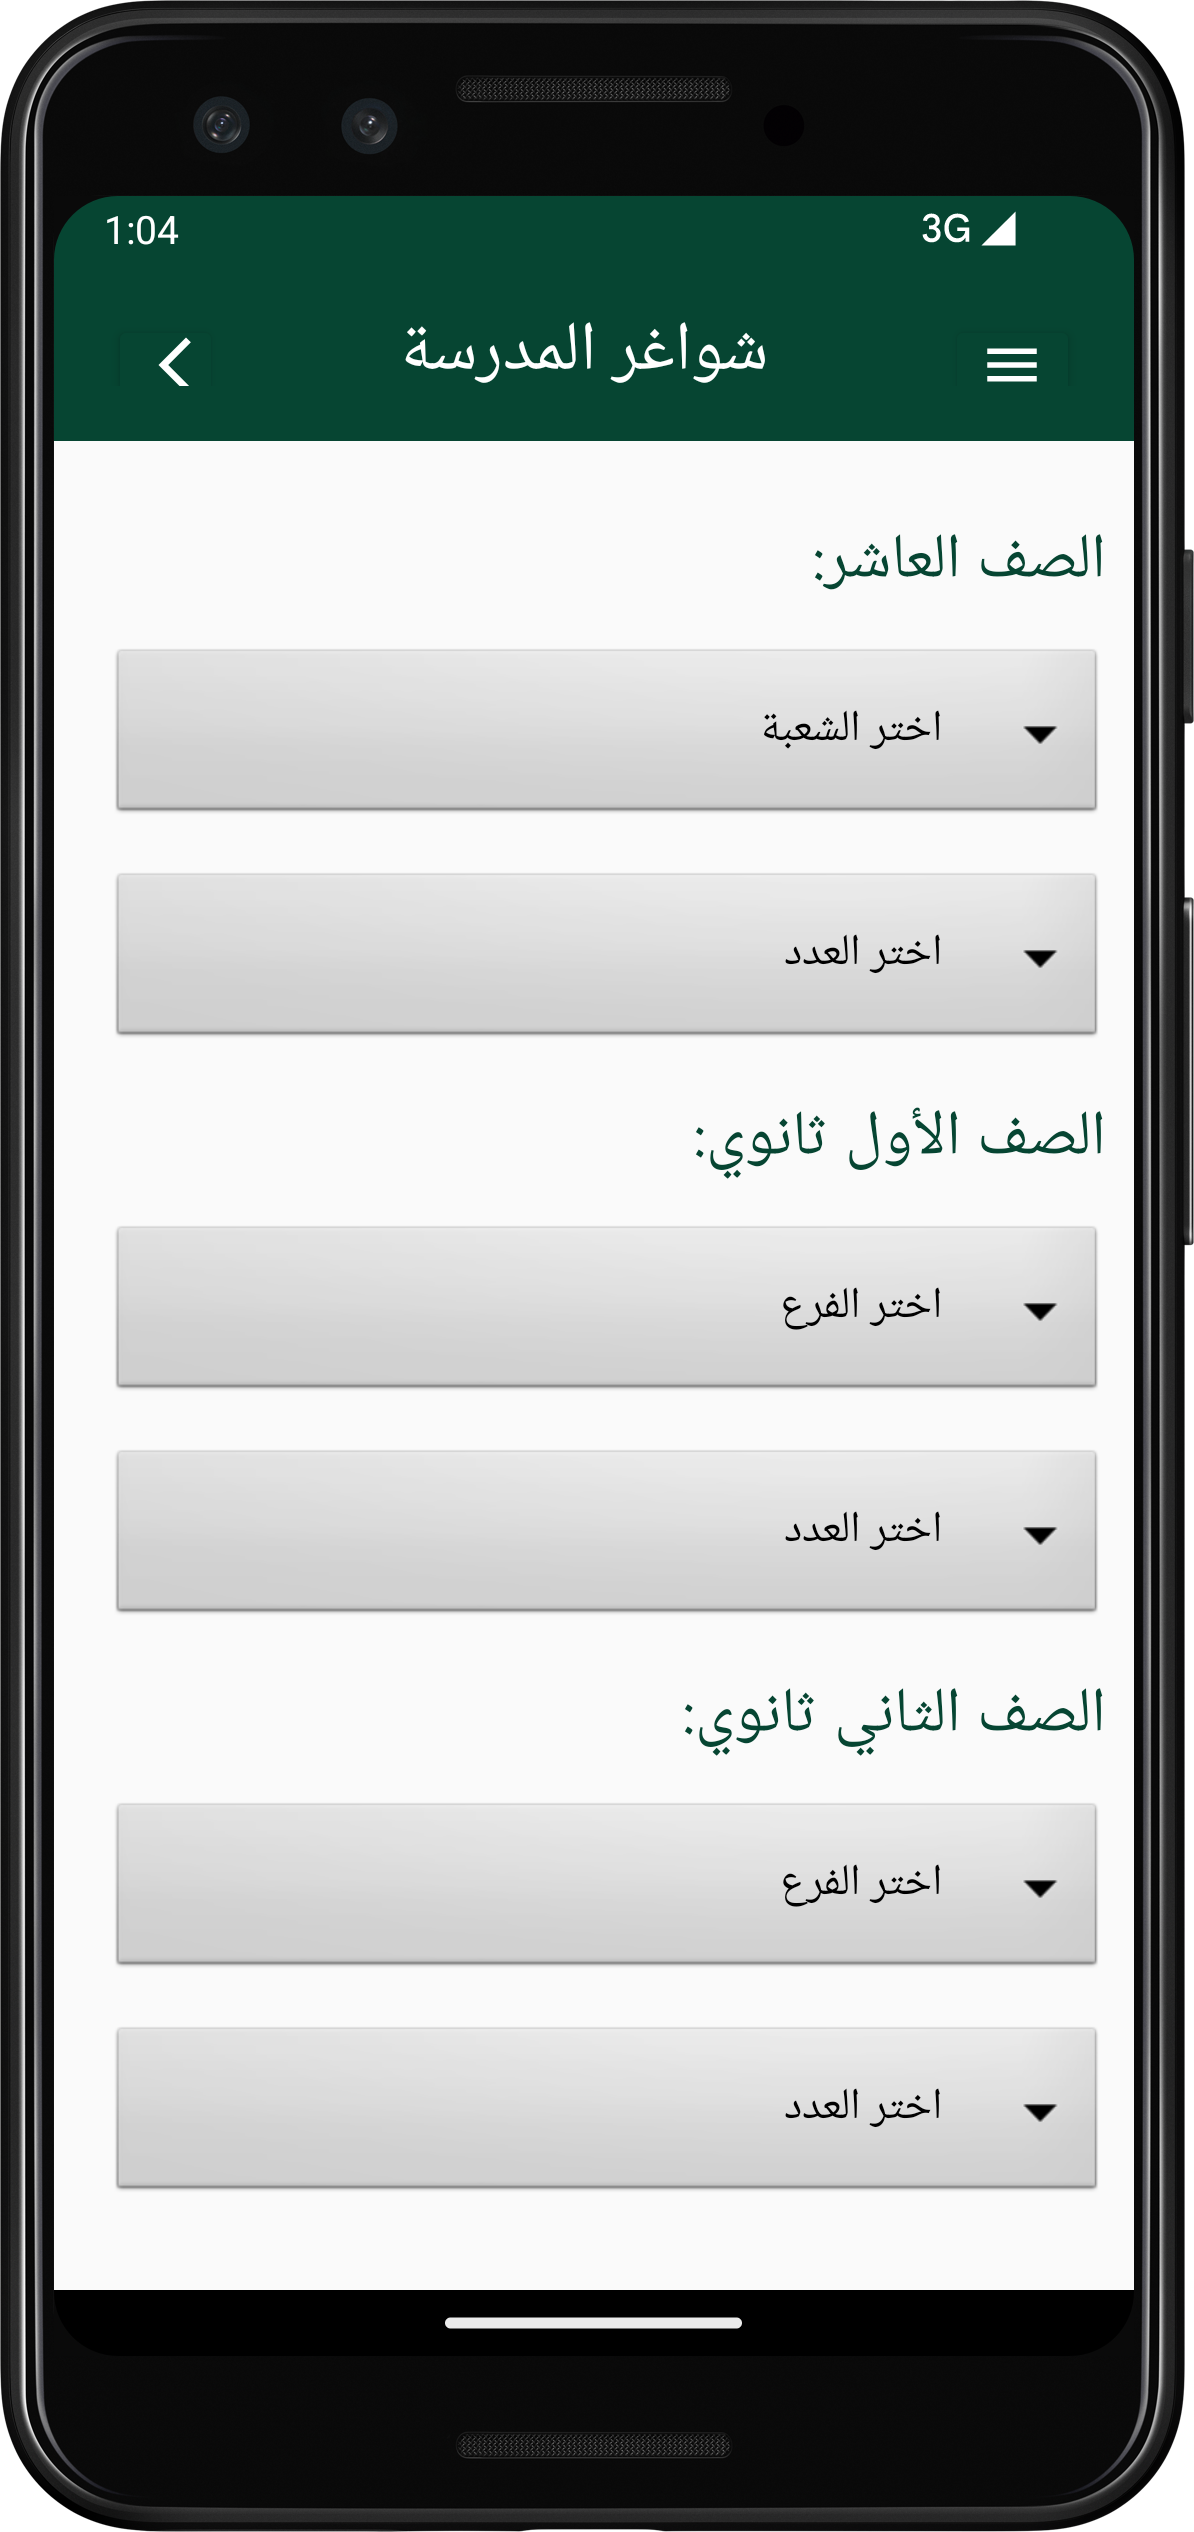 1:04 3G
شواغر المدرسة
الصف العاشر:
اختر الشعبة
اختر العدد
الصف الأول ثانوي:
اختر الفرع
اختر العدد
الصف الثاني ثانوي:
اختر الفرع
اختر العدد